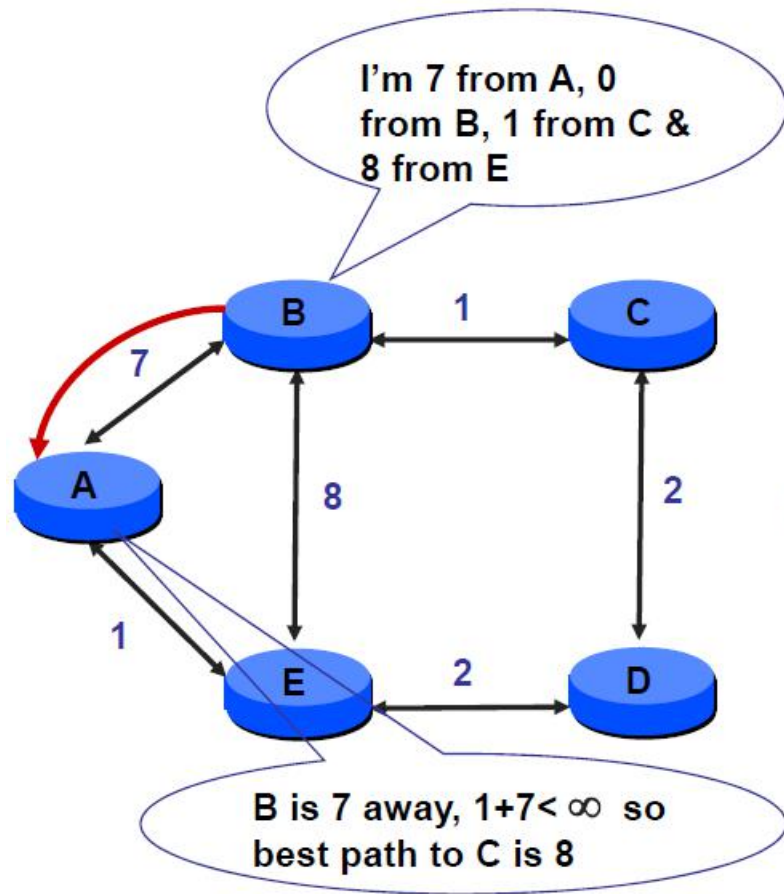 I'm 7 from A, 0
from B, 1 from C &
8 from E
B
1
C
7
A
8
2
1
E
2
D
B is 7 away, 1+7< ∞ so
best path to C is 8